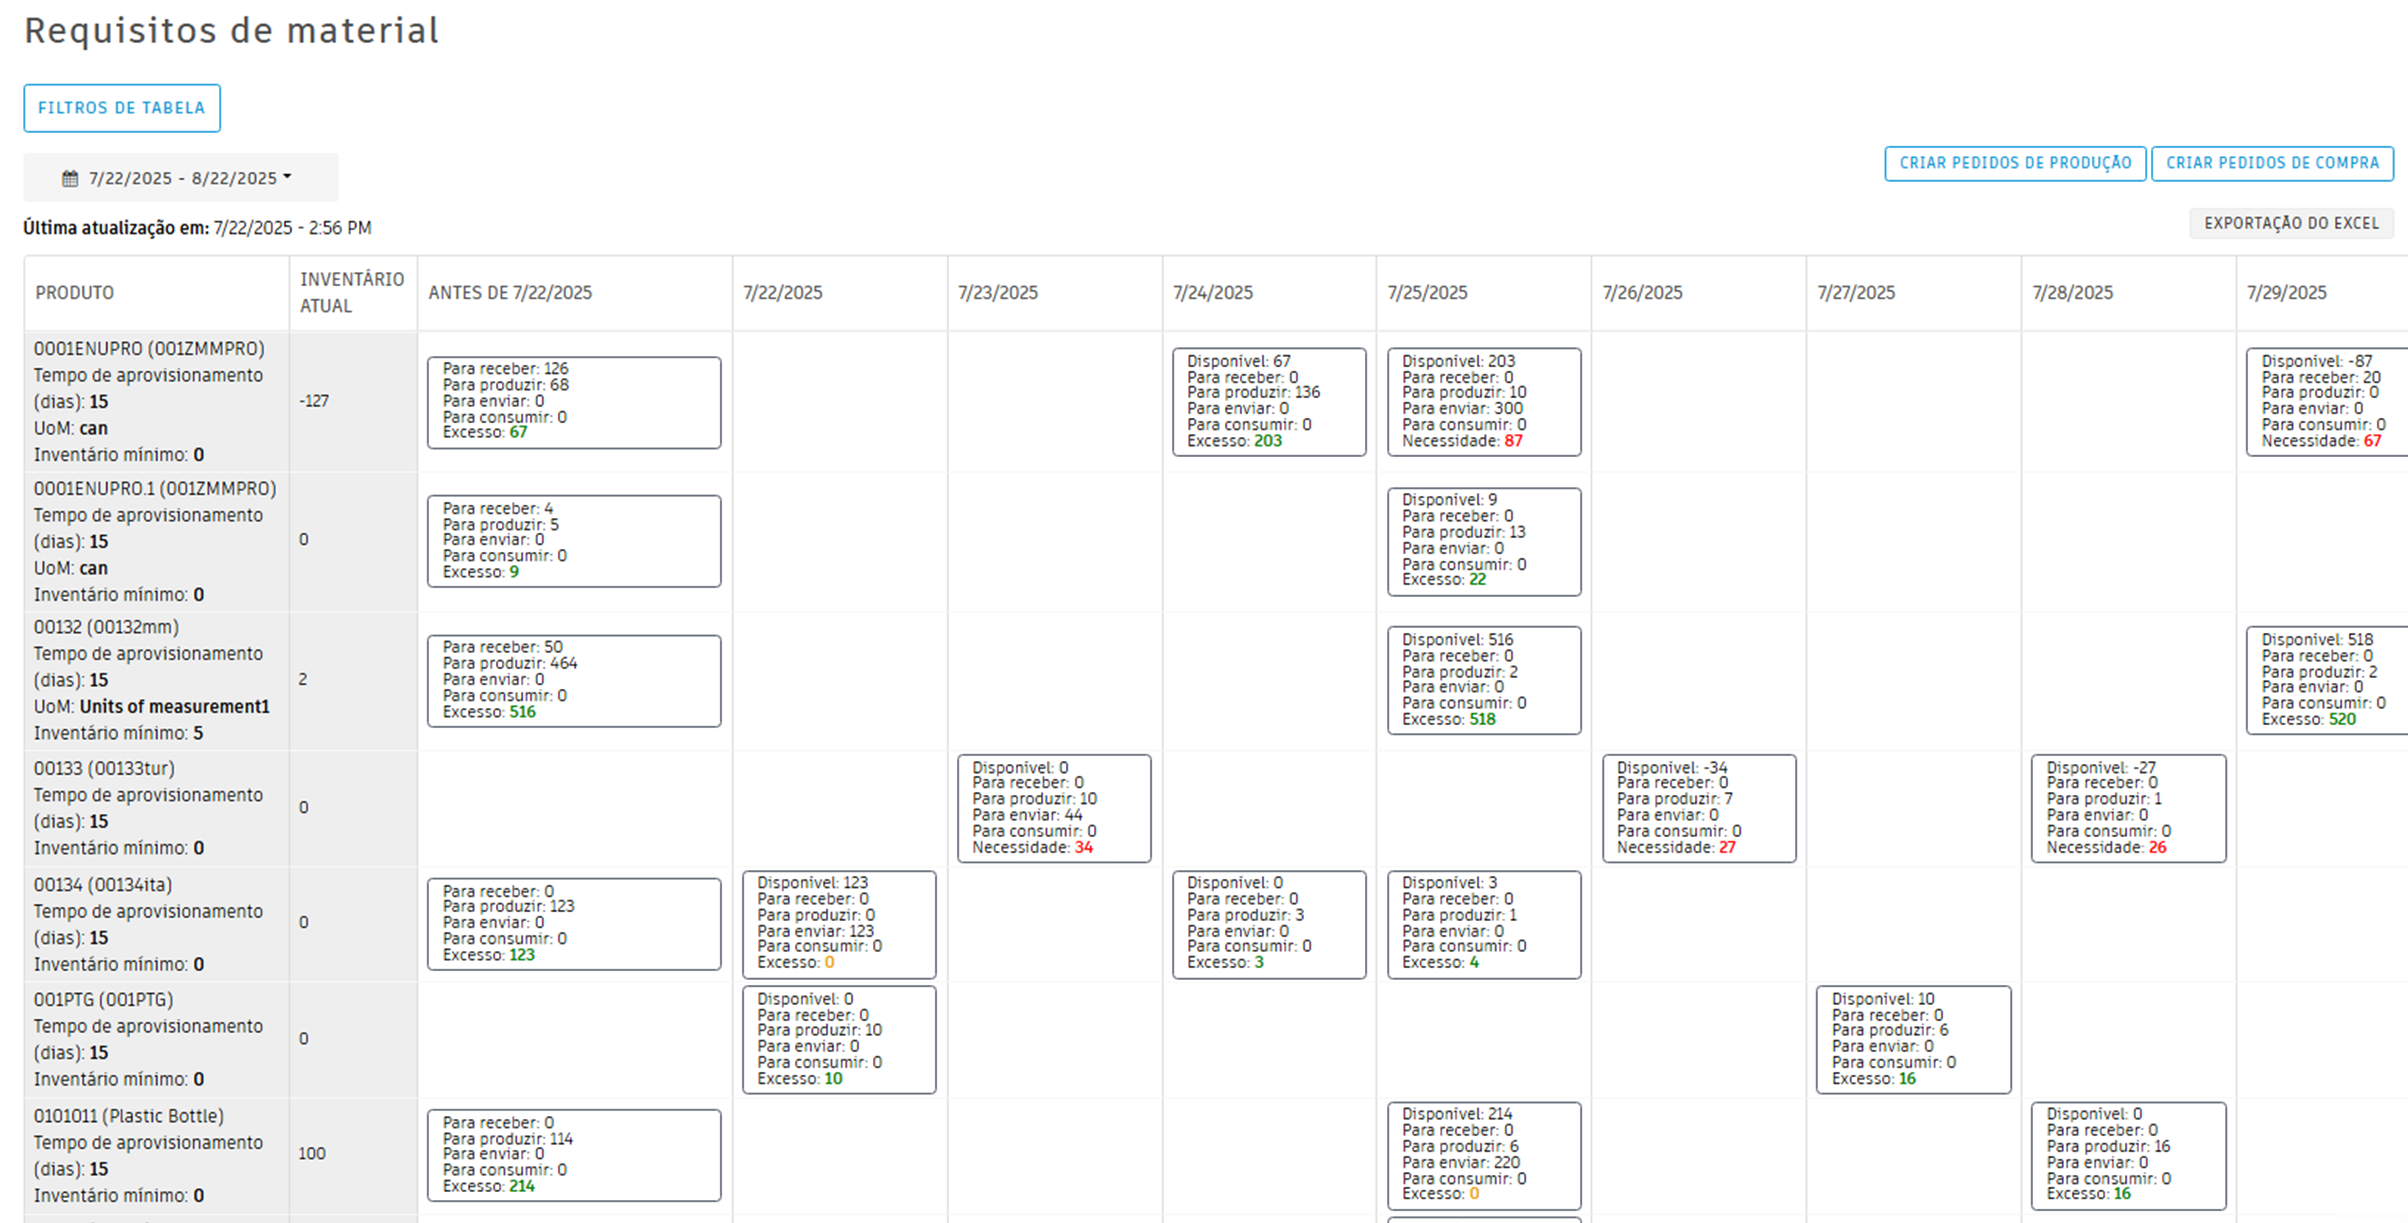 Requisitos de material
FILTROS DE TABELA
7/22/2025 - 8/22/2025
CRIAR PEDIDOS DE PRODUÇÃO
CRIAR PEDIDOS DE COMPRA
Última atualização em: 7/22/2025 - 2:56 PM
EXPORTAÇÃO DO EXCEL
PRODUTO
INVENTÁRIO
ATUAL
ANTES DE 7/22/2025
7/22/2025
7/23/2025
7/24/2025
7/25/2025
7/26/2025
7/27/2025
7/28/2025
7/29/2025
0001ENUPRO (001ZMMPRO)
Tempo de aprovisionamento
(dias): 15
UoM: can
Inventário mínimo: 0
-127
Para receber: 126
Para produzir: 68
Para enviar: 0
Para consumir: 0
Excesso: 67
Disponível: 67
Para receber: 0
Para produzir: 136
Para enviar: 0
Para consumir: 0
Excesso: 203
Disponível: 203
Para receber: 0
Para produzir: 10
Para enviar: 300
Para consumir: 0
Necessidade: 87
Disponível: -87
Para receber: 20
Para produzir: 0
Para enviar: 0
Para consumir: 0
Necessidade: 67
0001ENUPRO.1 (001ZMMPRO)
Tempo de aprovisionamento
(dias): 15
UoM: can
Inventário mínimo: 0
0
Para receber: 4
Para produzir: 5
Para enviar: 0
Para consumir: 0
Excesso: 9
Disponível: 9
Para receber: 0
Para produzir: 13
Para enviar: 0
Para consumir: 0
Excesso: 22
00132 (00132mm)
Tempo de aprovisionamento
(dias): 15
UoM: Units of measurement1
Inventário mínimo: 5
2
Para receber: 50
Para produzir: 464
Para enviar: 0
Para consumir: 0
Excesso: 516
Disponível: 516
Para receber: 0
Para produzir: 2
Para enviar: 0
Para consumir: 0
Excesso: 518
Disponível: 518
Para receber: 0
Para produzir: 2
Para enviar: 0
Para consumir: 0
Excesso: 520
00133 (00133tur)
Tempo de aprovisionamento
(dias): 15
Inventário mínimo: 0
0
Disponível: 0
Para receber: 0
Para produzir: 10
Para enviar: 44
Para consumir: 0
Necessidade: 34
Disponível: -34
Para receber: 0
Para produzir: 7
Para enviar: 0
Para consumir: 0
Necessidade: 27
Disponível: -27
Para receber: 0
Para produzir: 1
Para enviar: 0
Para consumir: 0
Necessidade: 26
00134 (00134ita)
Tempo de aprovisionamento
(dias): 15
Inventário mínimo: 0
0
Para receber: 0
Para produzir: 123
Para enviar: 0
Para consumir: 0
Excesso: 123
Disponível: 123
Para receber: 0
Para produzir: 0
Para enviar: 123
Para consumir: 0
Excesso: 0
Disponível: 0
Para receber: 0
Para produzir: 3
Para enviar: 0
Para consumir: 0
Excesso: 3
Disponível: 3
Para receber: 0
Para produzir: 1
Para enviar: 0
Para consumir: 0
Excesso: 4
001PTG (001PTG)
Tempo de aprovisionamento
(dias): 15
Inventário mínimo: 0
0
Disponível: 0
Para receber: 0
Para produzir: 10
Para enviar: 0
Para consumir: 0
Excesso: 10
Disponível: 10
Para receber: 0
Para produzir: 6
Para enviar: 0
Para consumir: 0
Excesso: 16
0101011 (Plastic Bottle)
Tempo de aprovisionamento
(dias): 15
Inventário mínimo: 0
100
Para receber: 0
Para produzir: 114
Para enviar: 0
Para consumir: 0
Excesso: 214
Disponível: 214
Para receber: 0
Para produzir: 6
Para enviar: 220
Para consumir: 0
Excesso: 0
Disponível: 0
Para receber: 0
Para produzir: 16
Para enviar: 0
Para consumir: 0
Excesso: 16